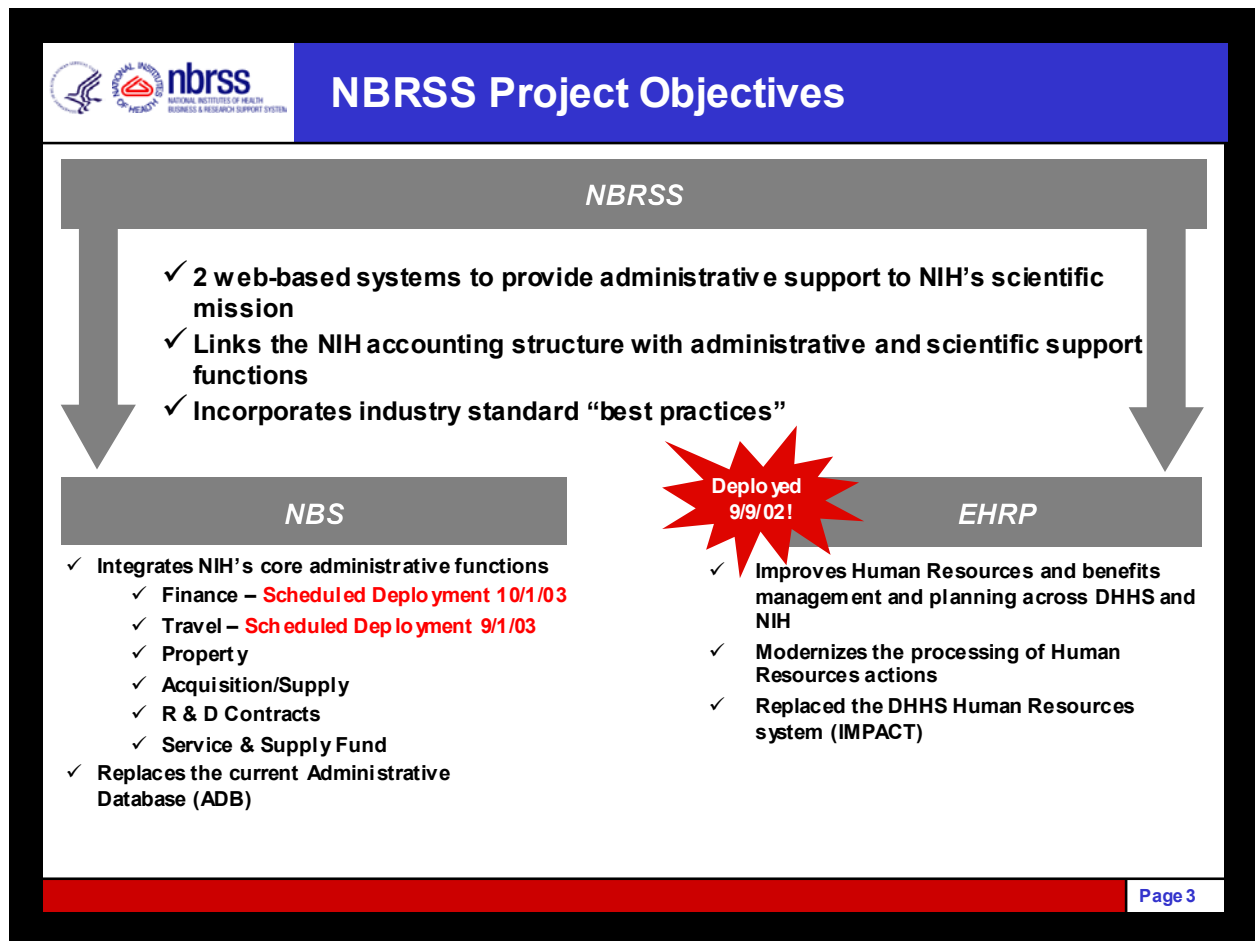 NATIONAL INSTITUTES OF HEALTH
nbrss
NATIONAL INSTITUTES OF HEALTH
BUSINESS & RESEARCH SUPPORT SYSTEM
NBRSS Project Objectives
NBRSS
✓ 2 web-based systems to provide administrative support to NIH's scientific
mission
✓ Links the NIH accounting structure with administrative and scientific support
functions
✓ Incorporates industry standard “best practices”
NBS
✓ Integrates NIH's core administrative functions
✓ Finance – Scheduled Deployment 10/1/03
✓ Travel – Scheduled Deployment 9/1/03
✓ Property
✓ Acquisition/Supply
✓ R & D Contracts
✓ Service & Supply Fund
✓ Replaces the current Administrative
Database (ADB)
Deployed
9/9/02!
EHRP
✓ Improves Human Resources and benefits
management and planning across DHHS and
NIH
✓ Modernizes the processing of Human
Resources actions
✓ Replaced the DHHS Human Resources
system (IMPACT)
Page 3